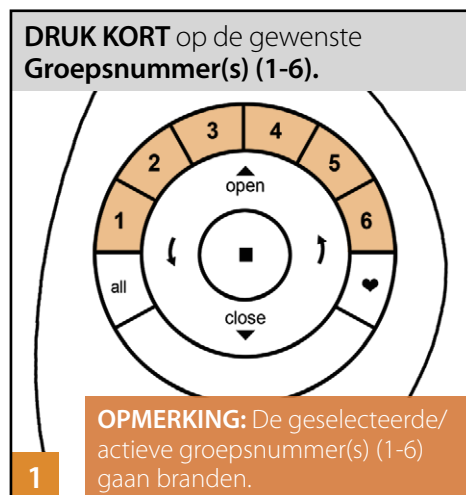 DRUK KORT op de gewenste
Groepsnummer(s) (1-6).
3 4
2 5
open
1 6
all
close
OPMERKING: De geselecteerde/
actieve groepsnummer(s) (1-6)
1 gaan branden.